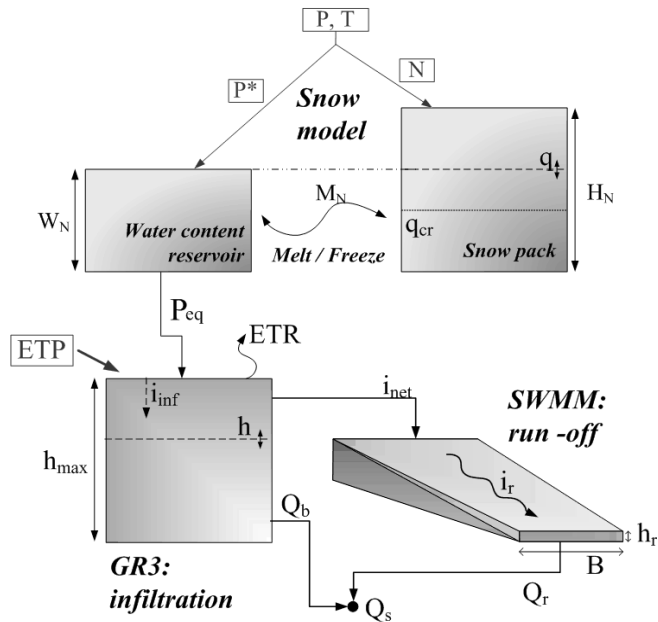 P, T
P*
N
Snow
model
q
W_N
M_N
H_N
Water content
reservoir
q_cr
Melt / Freeze
Snow pack
P_eq
ETP
ETR
i_inf
i_net
SWMM:
run -off
h
h_max
i_r
Q_b
h_r
GR3:
infiltration
B
Q_s
Q_r